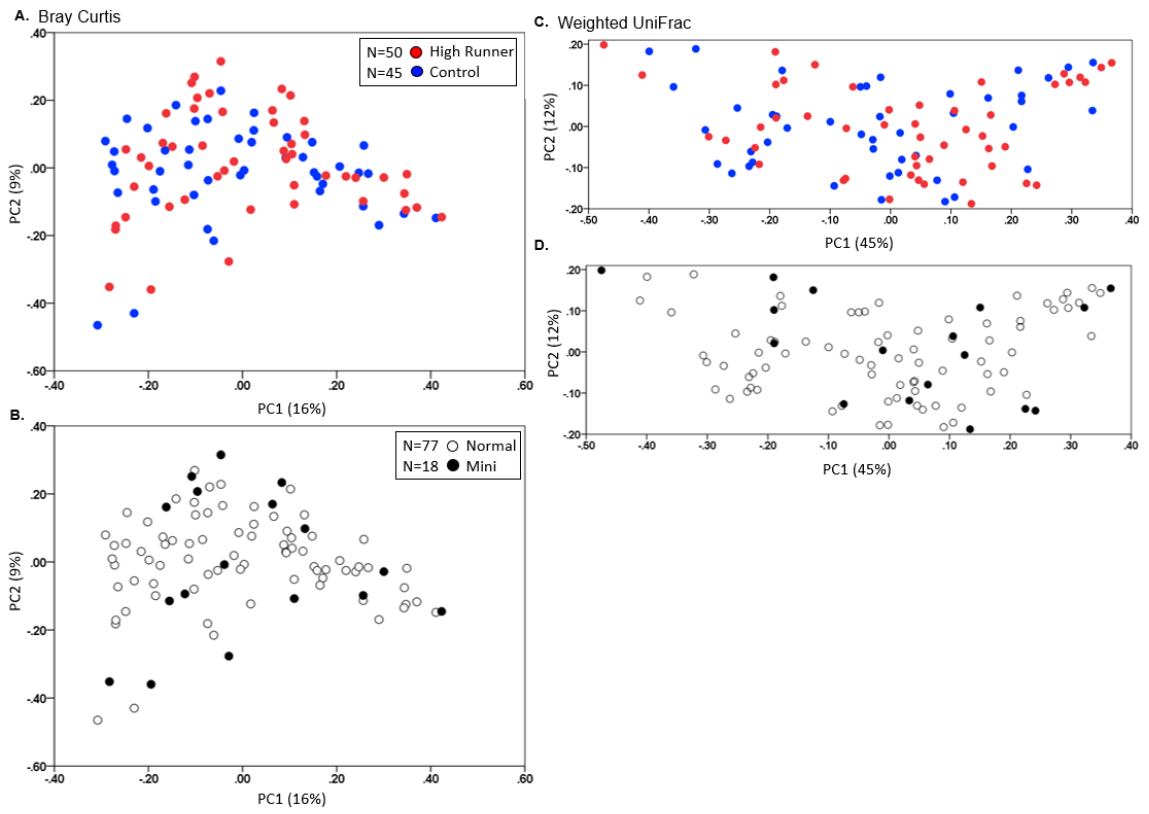 A. Bray Curtis
.40
.20
.00
-.20
-.40
-.60
PC2 (9%)
N=50 High Runner
N=45 Control
-.40 -.20 .00 .20 .40 .60
PC1 (16%)
B.
.40
.20
.00
-.20
-.40
-.60
PC2 (9%)
N=77 Normal
N=18 Mini
-.40 -.20 .00 .20 .40 .60
PC1 (16%)
C. Weighted UniFrac
.20
.10
.00
-.10
-.20
PC2 (12%)
-.50 -.40 -.30 -.20 -.10 .00 .10 .20 .30 .40
PC1 (45%)
D.
.20
.10
.00
-.10
-.20
PC2 (12%)
-.50 -.40 -.30 -.20 -.10 .00 .10 .20 .30 .40
PC1 (45%)